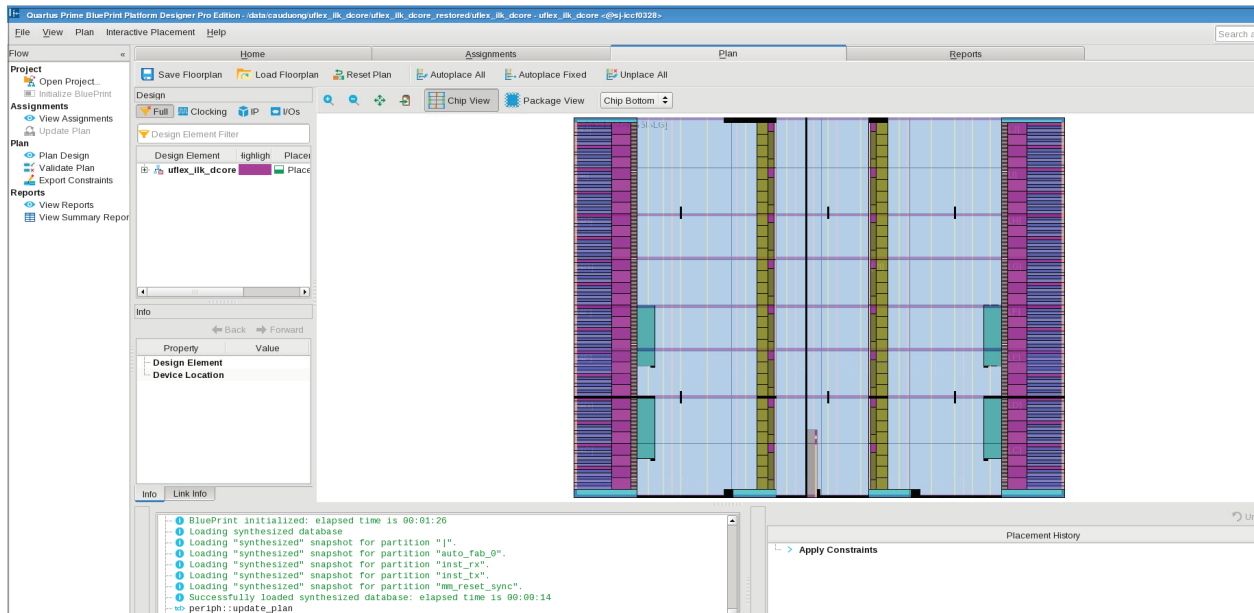 Quartus Prime BluePrint Platform Designer Pro Edition - /data/cauduong/uflex_ilk_dcore/uflex_ilk_dcore_restored/uflex_ilk_dcore - uflex_ilk_dcore <@sj-iccf0328>
File View Plan Interactive Placement Help
Search a
Flow «
Project
Open Project...
Initialize BluePrint
Assignments
View Assignments
Update Plan
Plan
Plan Design
Validate Plan
Export Constraints
Reports
View Reports
View Summary Repor
Home Assignments Plan Reports
Save Floorplan Load Floorplan Reset Plan Autoplace All Autoplace Fixed Unplace All
Design
Full Clocking IP I/Os
Design Element Filter
Design Element Highligh Placer
uflex_ilk_dcore Place
Chip View Package View Chip Bottom
Info
Back Forward
Property Value
Design Element
Device Location
Info Link Info
BluePrint initialized: elapsed time is 00:01:26
Loading synthesized database
Loading "synthesized" snapshot for partition "|".
Loading "synthesized" snapshot for partition "auto_fab_0".
Loading "synthesized" snapshot for partition "inst_rx".
Loading "synthesized" snapshot for partition "inst_tx".
Loading "synthesized" snapshot for partition "mm_reset_sync".
Successfully loaded synthesized database: elapsed time is 00:00:14
tcl> periph::update_plan
Un
Placement History
Apply Constraints